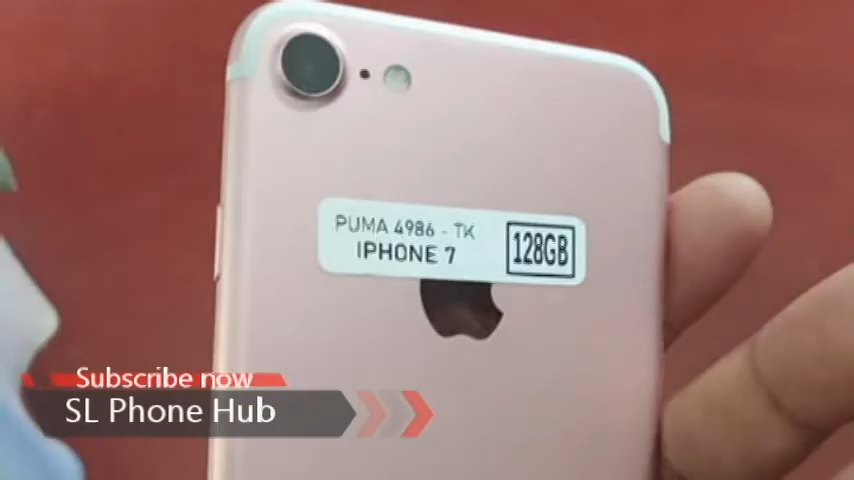 PUMA 4986 - TK
IPHONE 7
128GB
Subscribe now
SL Phone Hub